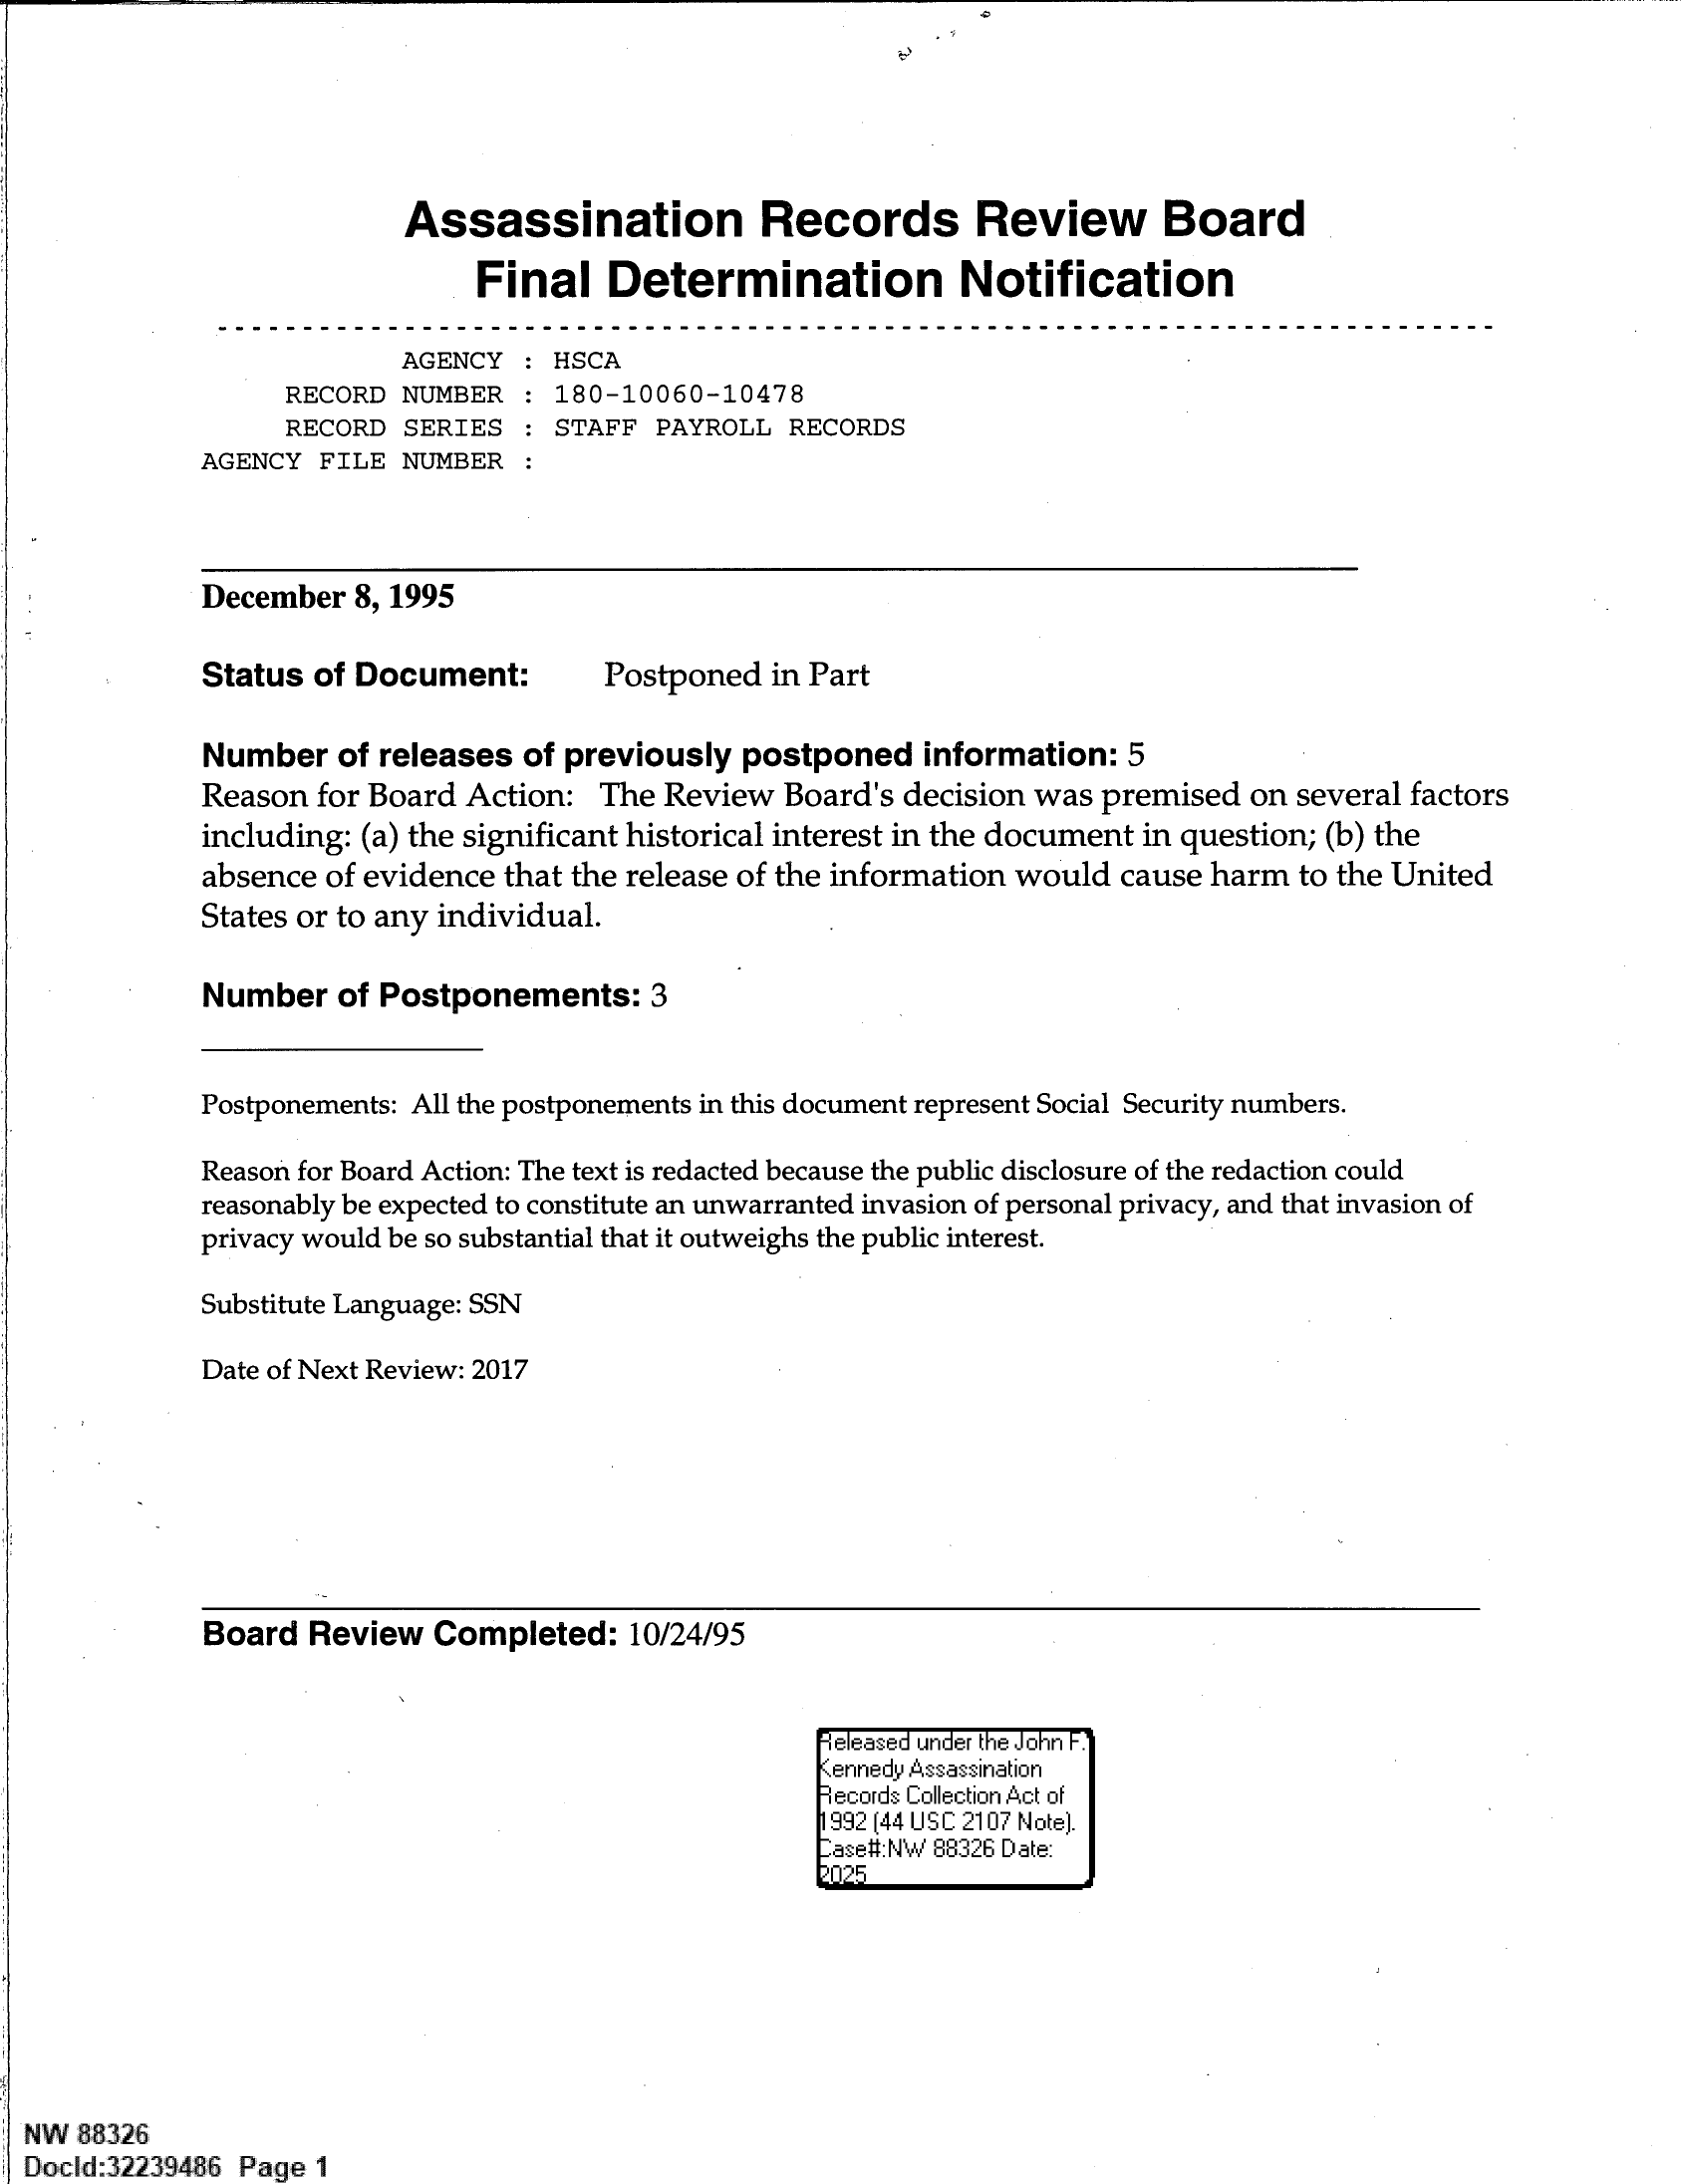 Assassination Records Review Board
Final Determination Notification
AGENCY : HSCA
RECORD NUMBER : 180-10060-10478
RECORD SERIES : STAFF PAYROLL RECORDS
AGENCY FILE NUMBER :
December 8, 1995
Status of Document: Postponed in Part
Number of releases of previously postponed information: 5
Reason for Board Action: The Review Board's decision was premised on several factors
including: (a) the significant historical interest in the document in question; (b) the
absence of evidence that the release of the information would cause harm to the United
States or to any individual.
Number of Postponements: 3
Postponements: All the postponements in this document represent Social Security numbers.
Reason for Board Action: The text is redacted because the public disclosure of the redaction could
reasonably be expected to constitute an unwarranted invasion of personal privacy, and that invasion of
privacy would be so substantial that it outweighs the public interest.
Substitute Language: SSN
Date of Next Review: 2017
Board Review Completed: 10/24/95
Released under the John F.
Kennedy Assassination
Records Collection Act of
1992 (44 USC 2107 Note).
Case#:NW 88326 Date:
2025
NW 88326
DocId:32239486 Page 1